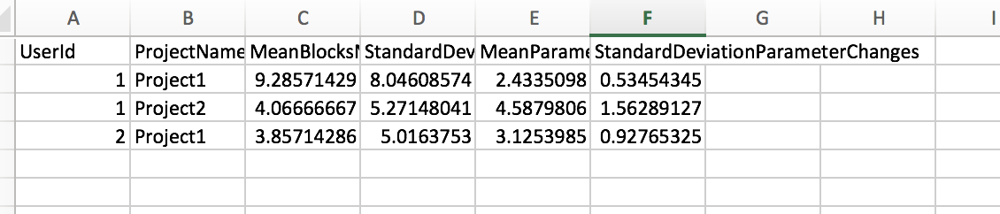 A B C D E F G H I
UserId ProjectName MeanBlocks StandardDev MeanParame StandardDeviationParameterChanges
1 Project1 9.28571429 8.04608574 2.4335098 0.53454345
1 Project2 4.06666667 5.27148041 4.5879806 1.56289127
2 Project1 3.85714286 5.0163753 3.1253985 0.92765325